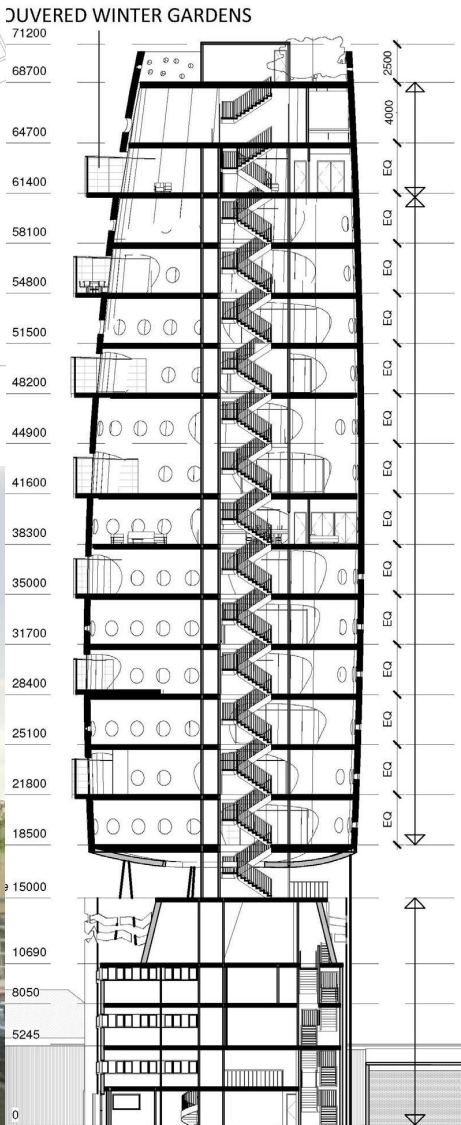 OUVERED WINTER GARDENS
71200
2500
68700
4000
64700
EQ
61400
EQ
58100
EQ
54800
EQ
51500
EQ
48200
EQ
44900
EQ
41600
EQ
38300
EQ
35000
EQ
31700
EQ
28400
EQ
25100
EQ
21800
EQ
18500
e 15000
10690
8050
5245
0